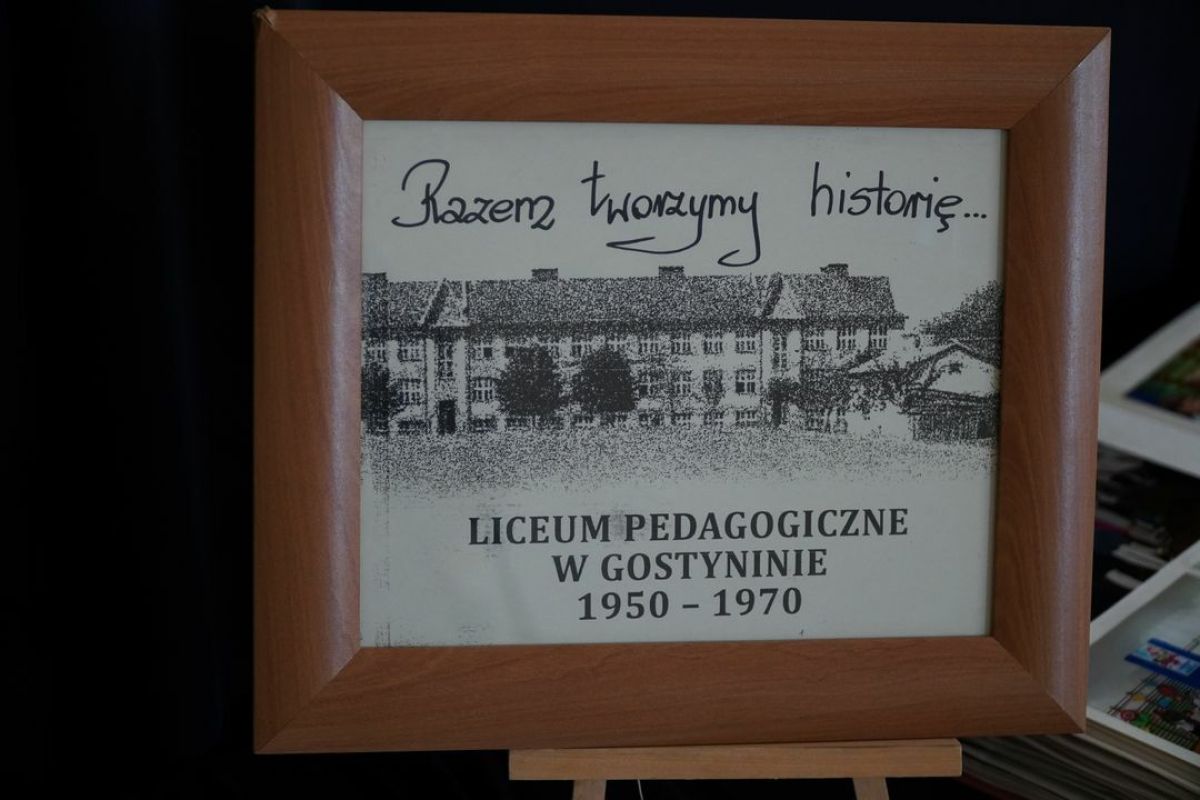 Razem tworzymy historię...
LICEUM PEDAGOGICZNE
W GOSTYNINIE
1950 – 1970